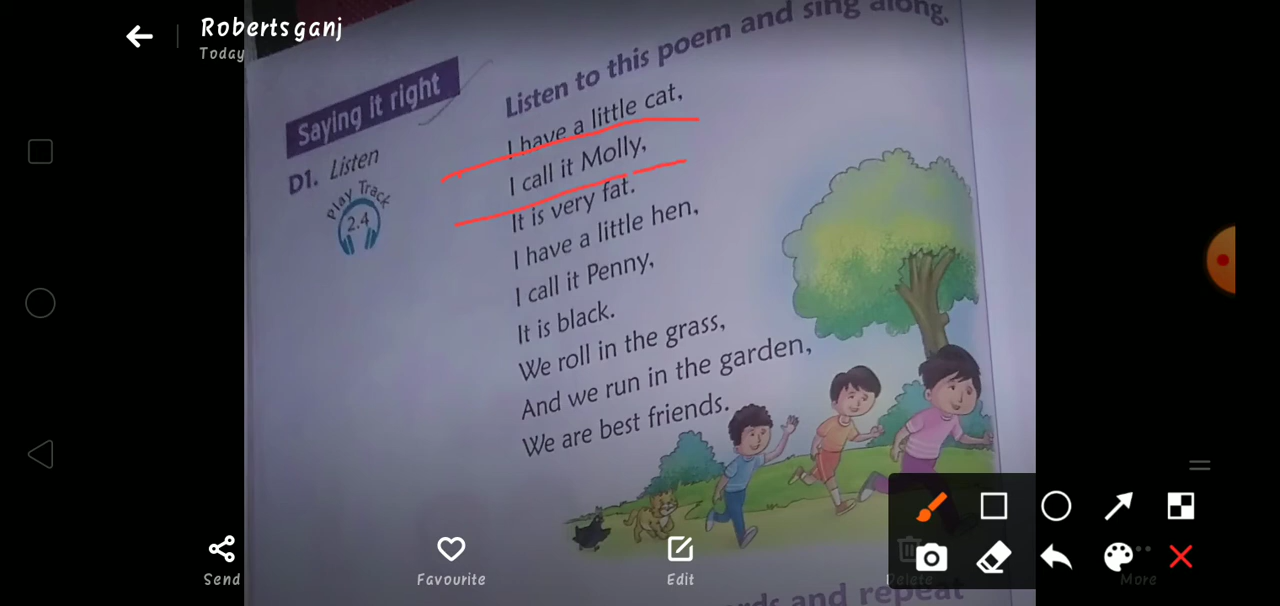 Robertsganj
Today
Saying it right
D1. Listen
Play Track
2.4
Listen to this poem and sing along.
I have a little cat,
I call it Molly,
It is very fat.
I have a little hen,
I call it Penny,
It is black.
We roll in the grass,
And we run in the garden,
We are best friends.
and repeat
Send
Favourite
Edit
Delete
More